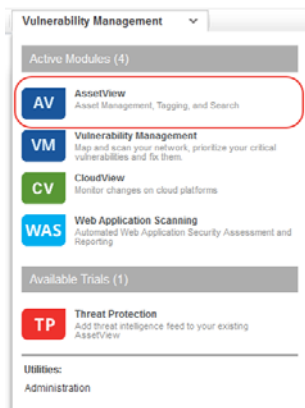 Vulnerability Management
Active Modules (4)
AV
AssetView
Asset Management, Tagging, and Search
VM
Vulnerability Management
Map and scan your network, prioritize your critical
vulnerabilities and fix them.
CV
CloudView
Monitor changes on cloud platforms
WAS
Web Application Scanning
Automated Web Application Security Assessment and
Reporting
Available Trials (1)
TP
Threat Protection
Add threat intelligence feed to your existing
AssetView
Utilities:
Administration